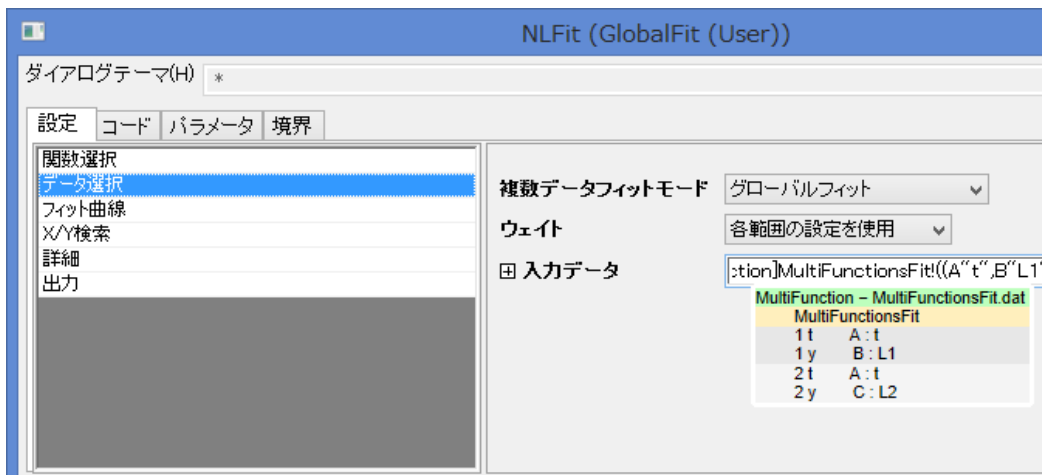 NLFit (GlobalFit (User))
ダイアログテーマ(H) *
設定 コード パラメータ 境界
関数選択
データ選択
フィット曲線
X/Y検索
詳細
出力
複数データフィットモード グローバルフィット
ウェイト 各範囲の設定を使用
入力データ :tion]MultiFunctionsFit!((A"t",B"L1"
MultiFunction – MultiFunctionsFit.dat
MultiFunctionsFit
1 t A : t
1 y B : L1
2 t A : t
2 y C : L2